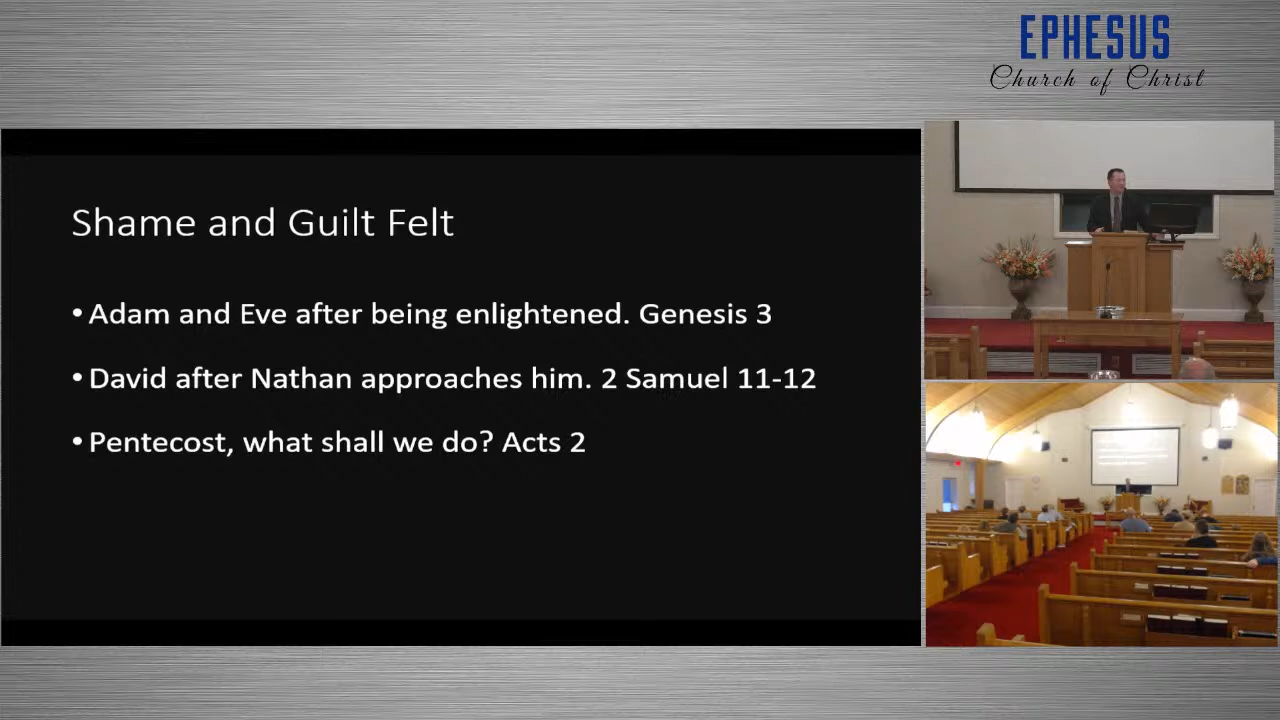 EPHESUS
Church of Christ
Shame and Guilt Felt
• Adam and Eve after being enlightened. Genesis 3
• David after Nathan approaches him. 2 Samuel 11-12
• Pentecost, what shall we do? Acts 2